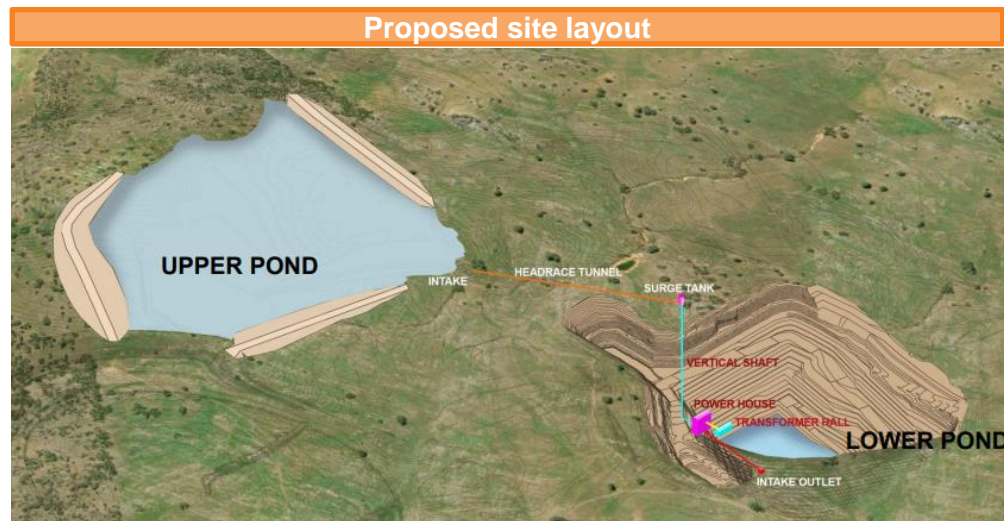 Proposed site layout
UPPER POND
INTAKE
HEADRACE TUNNEL
SURGE TANK
VERTICAL SHAFT
POWER HOUSE
TRANSFORMER HALL
LOWER POND
INTAKE OUTLET